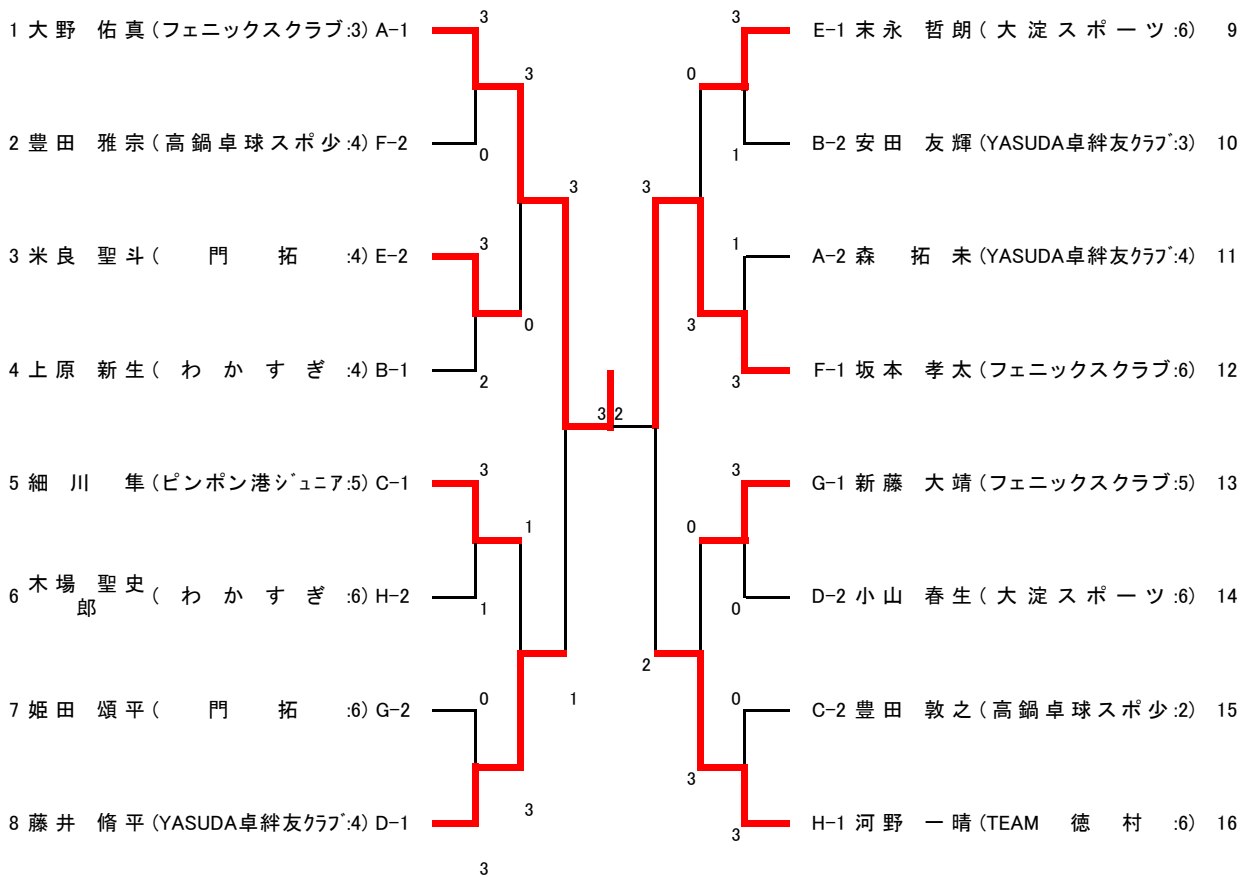 1 大野 佑真 (フェニックスクラブ:3) A-1
2 豊田 雅宗 (高鍋卓球スポ少:4) F-2
3 米良 聖斗 (門拓:4) E-2
4 上原 新生 (わかすぎ:4) B-1
5 細川 隼 (ピンポン港ジュニア:5) C-1
6 木場 聖史郎 (わかすぎ:6) H-2
7 姫田 頌平 (門拓:6) G-2
8 藤井 脩平 (YASUDA卓絆友クラブ:4) D-1
3
0
3
2
3
1
0
3
3
0
1
3
3
1
3 2
3
2
0
3
0
3
3
1
1
3
3
0
0
3
E-1 末永 哲朗 (大淀スポーツ:6) 9
B-2 安田 友輝 (YASUDA卓絆友クラブ:3) 10
A-2 森 拓未 (YASUDA卓絆友クラブ:4) 11
F-1 坂本 孝太 (フェニックスクラブ:6) 12
G-1 新藤 大靖 (フェニックスクラブ:5) 13
D-2 小山 春生 (大淀スポーツ:6) 14
C-2 豊田 敦之 (高鍋卓球スポ少:2) 15
H-1 河野 一晴 (TEAM 徳村:6) 16